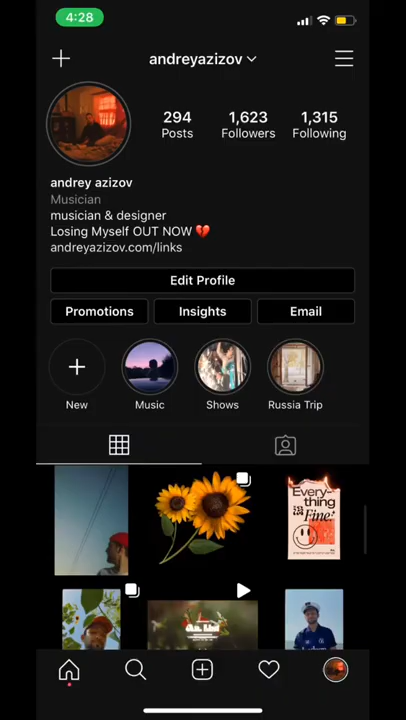 4:28
andreyazizov
294
Posts
1,623
Followers
1,315
Following
andrey azizov
Musician
musician & designer
Losing Myself OUT NOW 💔
andreyazizov.com/links
Edit Profile
Promotions
Insights
Email
New
Music
Shows
Russia Trip
Every-
thing
is
Fine.